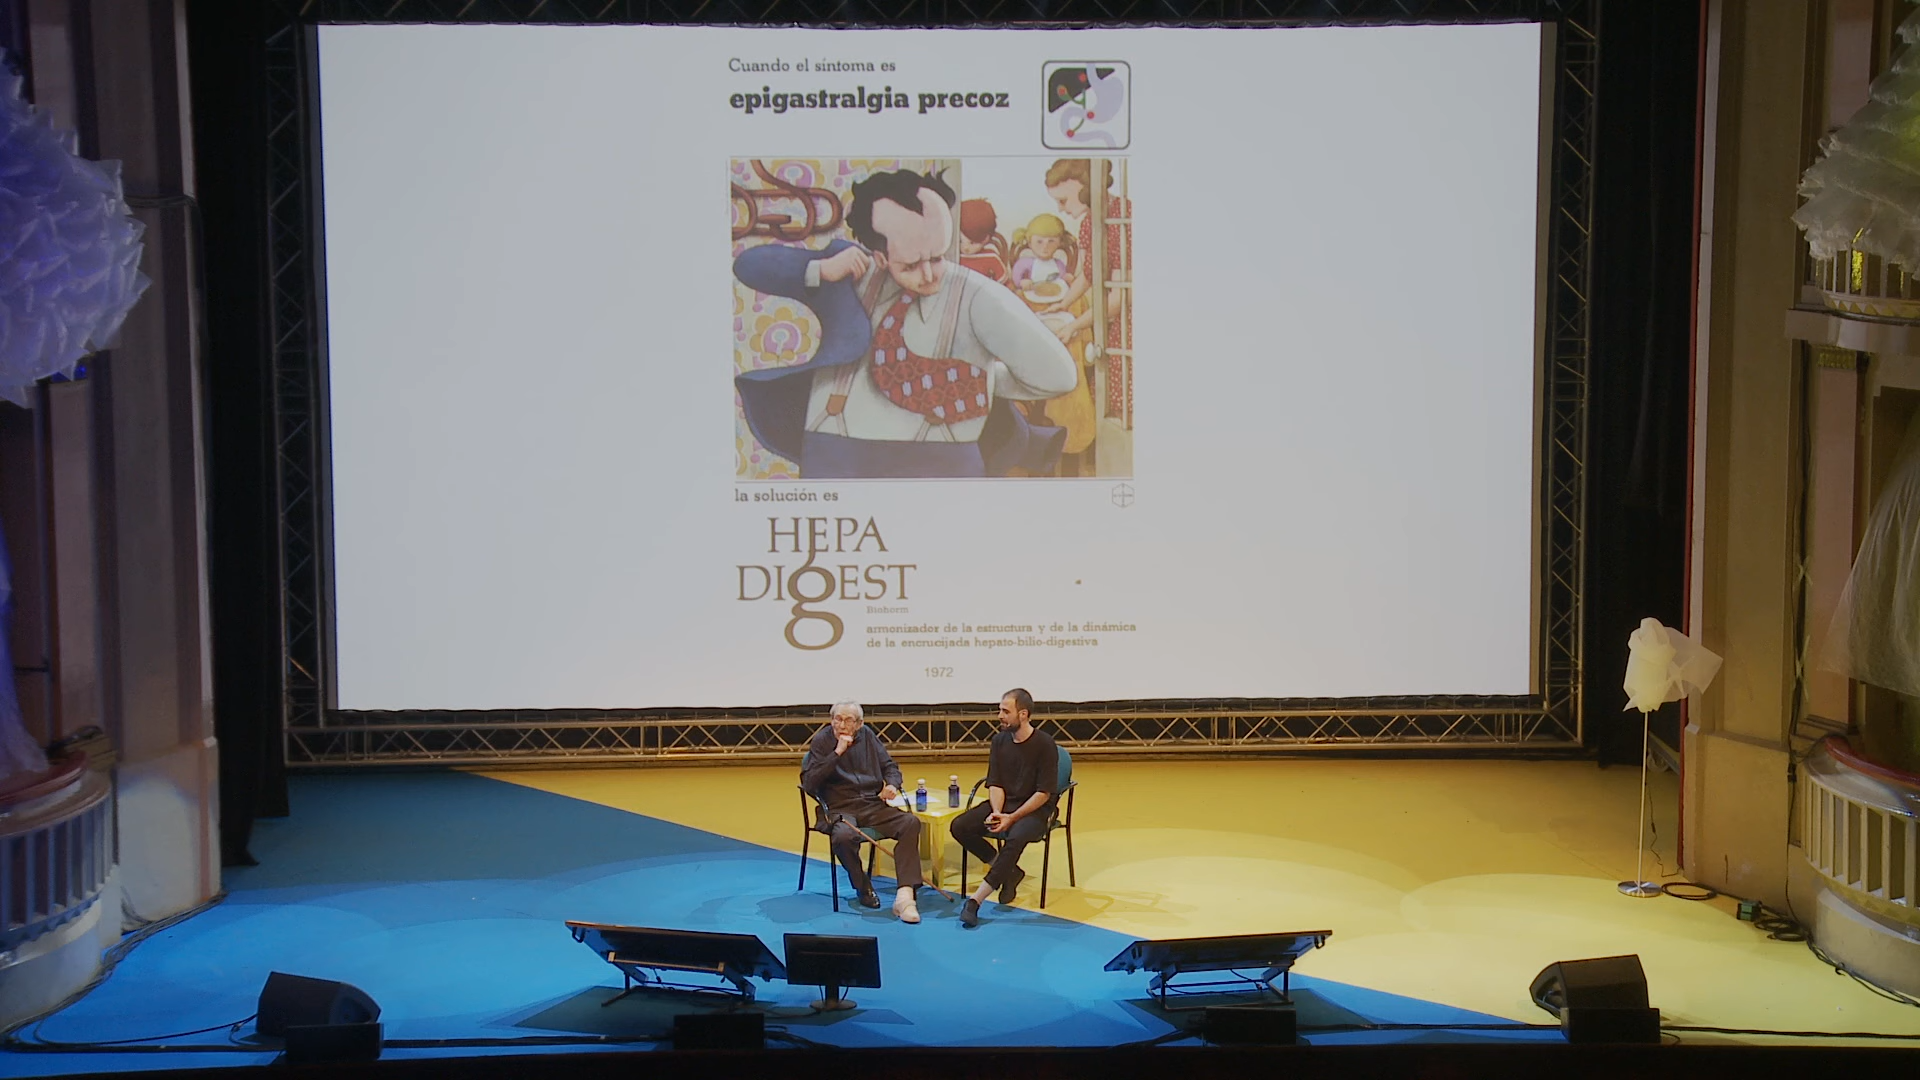 Cuando el síntoma es
epigastralgia precoz
la solución es
HEPA
DIgEST
Biohorm
armonizador de la estructura y de la dinámica
de la encrucijada hepato-bilio-digestiva
1972